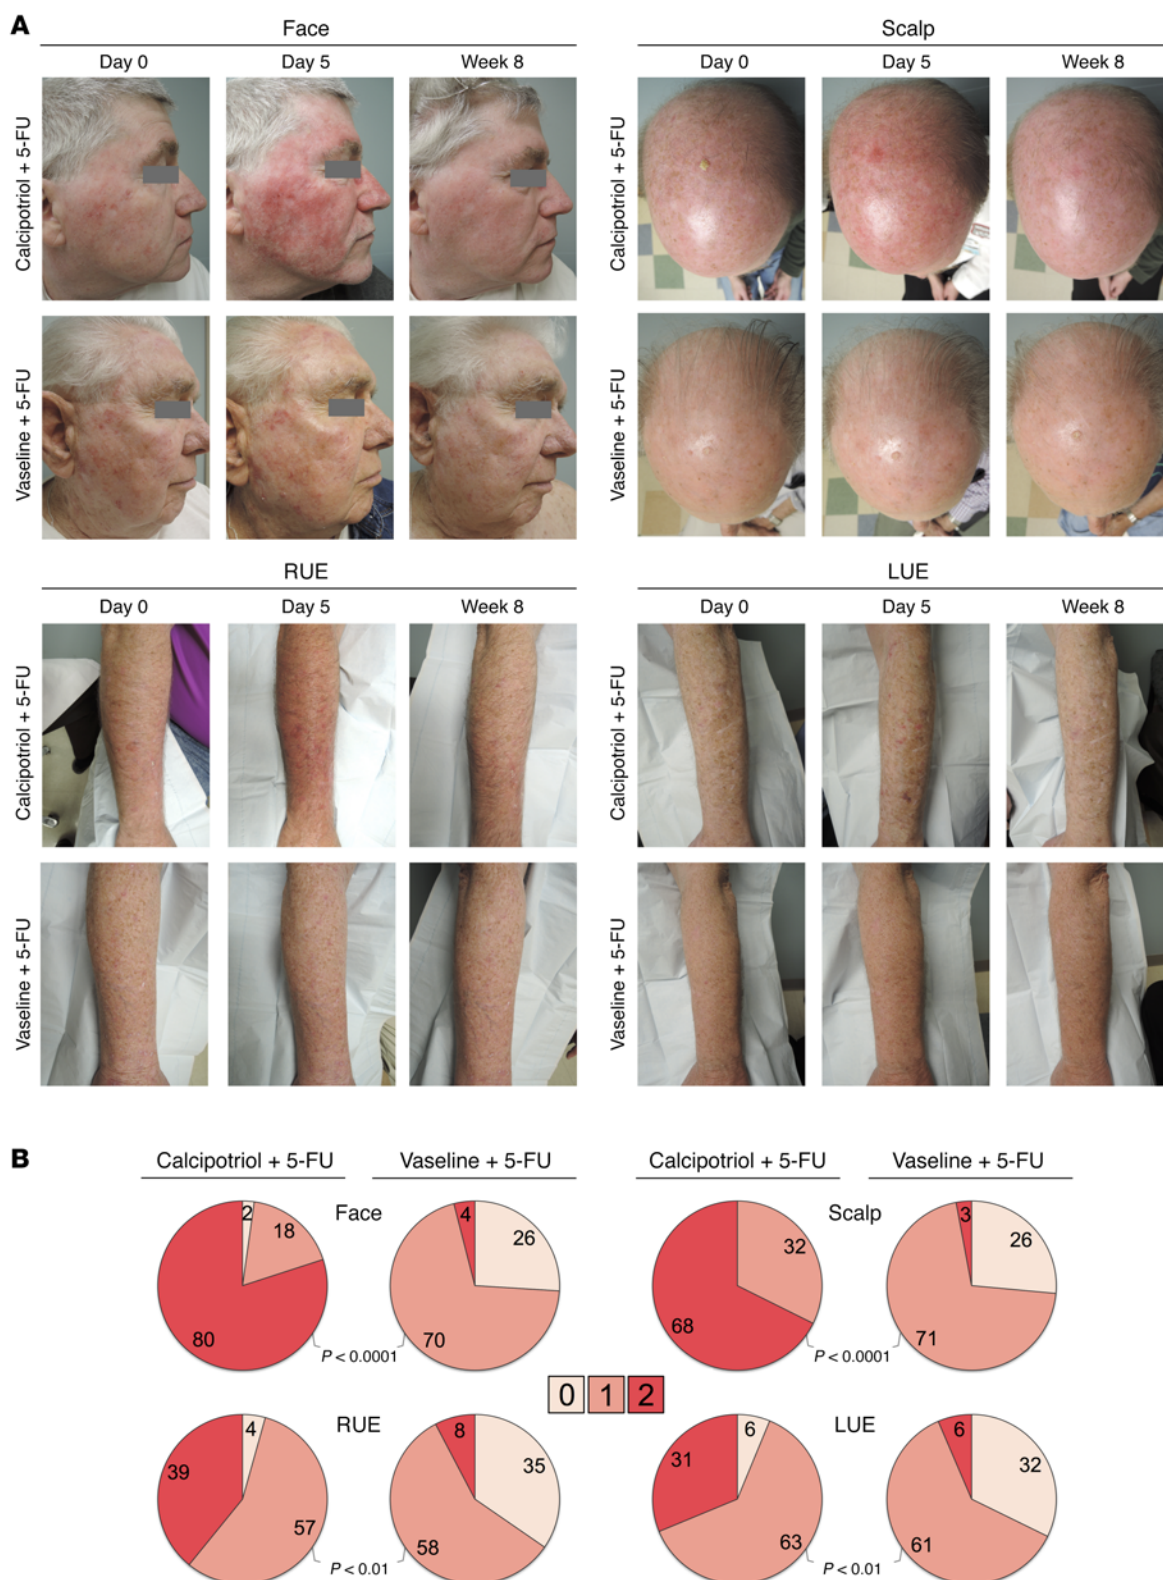 A
Face
Scalp
Day 0 Day 5 Week 8
Day 0 Day 5 Week 8
Calcipotriol + 5-FU
Calcipotriol + 5-FU
Vaseline + 5-FU
Vaseline + 5-FU
RUE
LUE
Day 0 Day 5 Week 8
Day 0 Day 5 Week 8
Calcipotriol + 5-FU
Calcipotriol + 5-FU
Vaseline + 5-FU
Vaseline + 5-FU
B
Calcipotriol + 5-FU Vaseline + 5-FU Calcipotriol + 5-FU Vaseline + 5-FU
Face
2
18
80
4
26
70
P < 0.0001
Scalp
32
68
3
26
71
P < 0.0001
0 1 2
RUE
4
39
57
8
35
58
P < 0.01
LUE
6
31
63
6
32
61
P < 0.01